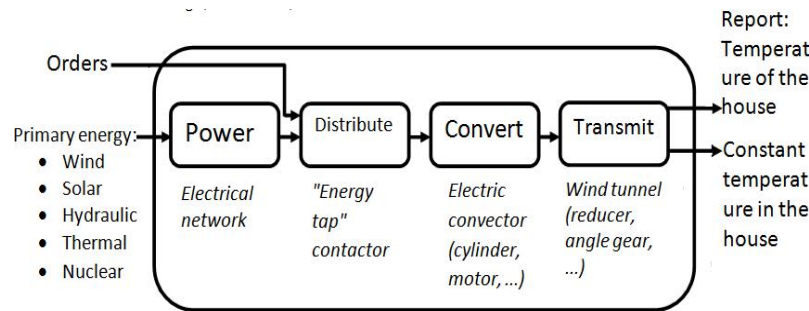 Orders
Primary energy:
• Wind
• Solar
• Hydraulic
• Thermal
• Nuclear
Power
Electrical
network
Distribute
"Energy
tap"
contactor
Convert
Electric
convector
(cylinder,
motor, ...)
Transmit
Wind tunnel
(reducer,
angle gear,
...)
Report:
Temperat
ure of the
house
Constant
temperat
ure in the
house